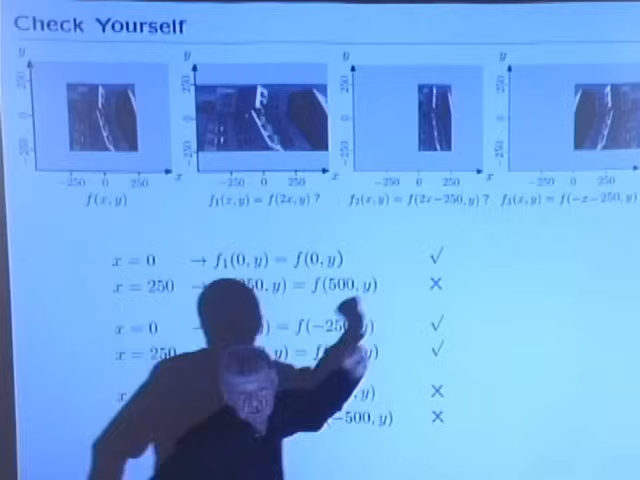 Check Yourself
y y y y
250 250 250 250
0 0 0 0
−250 −250 −250 −250
x x x
−250 0 250 −250 0 250 −250 0 250 −250 0 250
f(x, y) f₁(x, y) = f(2x, y) ? f₂(x, y) = f(2x−250, y) ? f₃(x, y) = f(−x−250, y)
x = 0 → f₁(0, y) = f(0, y) ✓
x = 250 → 250, y) = f(500, y) ✗
x = 0 ) = f(−250 ) ✓
x = 250 y) = f( y) ✓
x , y) ✗
−500, y) ✗